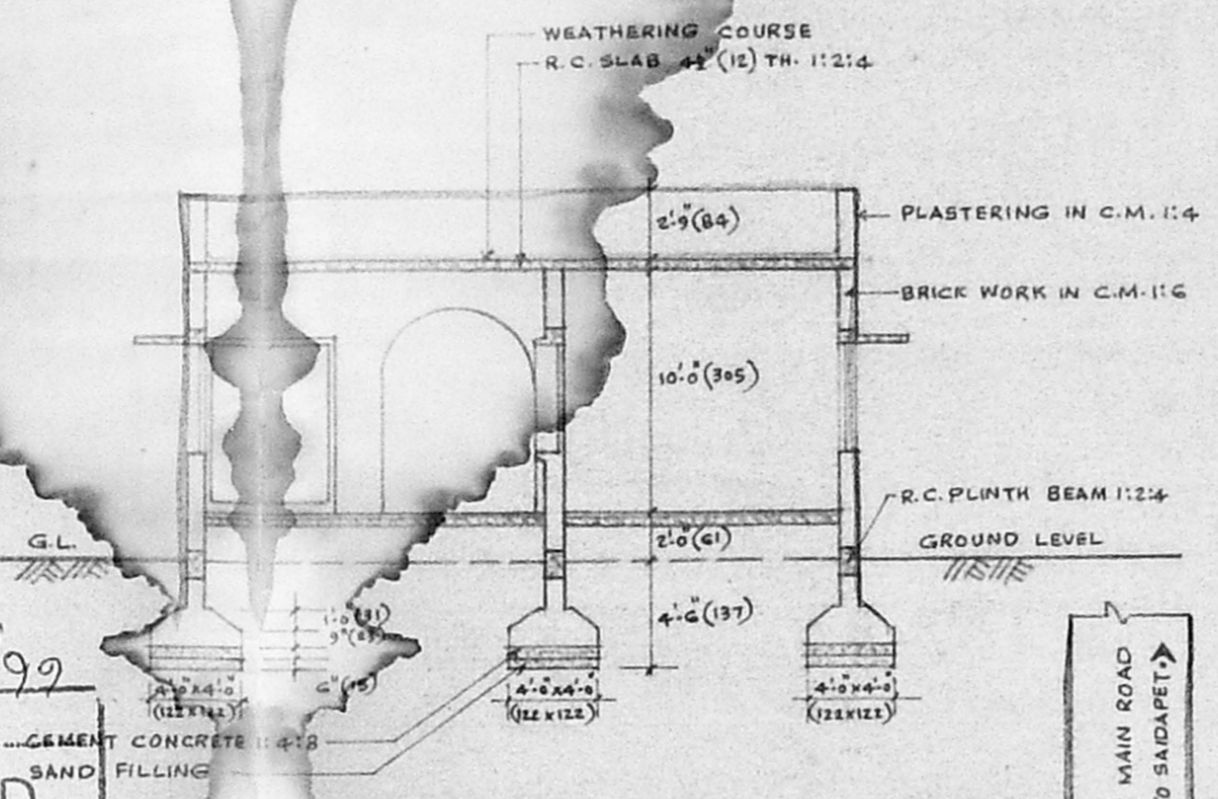 WEATHERING COURSE
R.C. SLAB 4½"(12) TH. 1:2:4
2'-9"(84)
PLASTERING IN C.M. 1:4
BRICK WORK IN C.M. 1:6
10'-0"(305)
R.C. PLINTH BEAM 1:2:4
G.L.
2'-0"(61)
GROUND LEVEL
1'-0"(31)
9"(23)
4'-6"(137)
99
6"(15)
4'-0"x4'-0"
(122x122)
4'-0"x4'-0"
(122x122)
4'-0"x4'-0"
(122x122)
CEMENT CONCRETE 1:4:8
SAND FILLING
MAIN ROAD
TO SAIDAPET